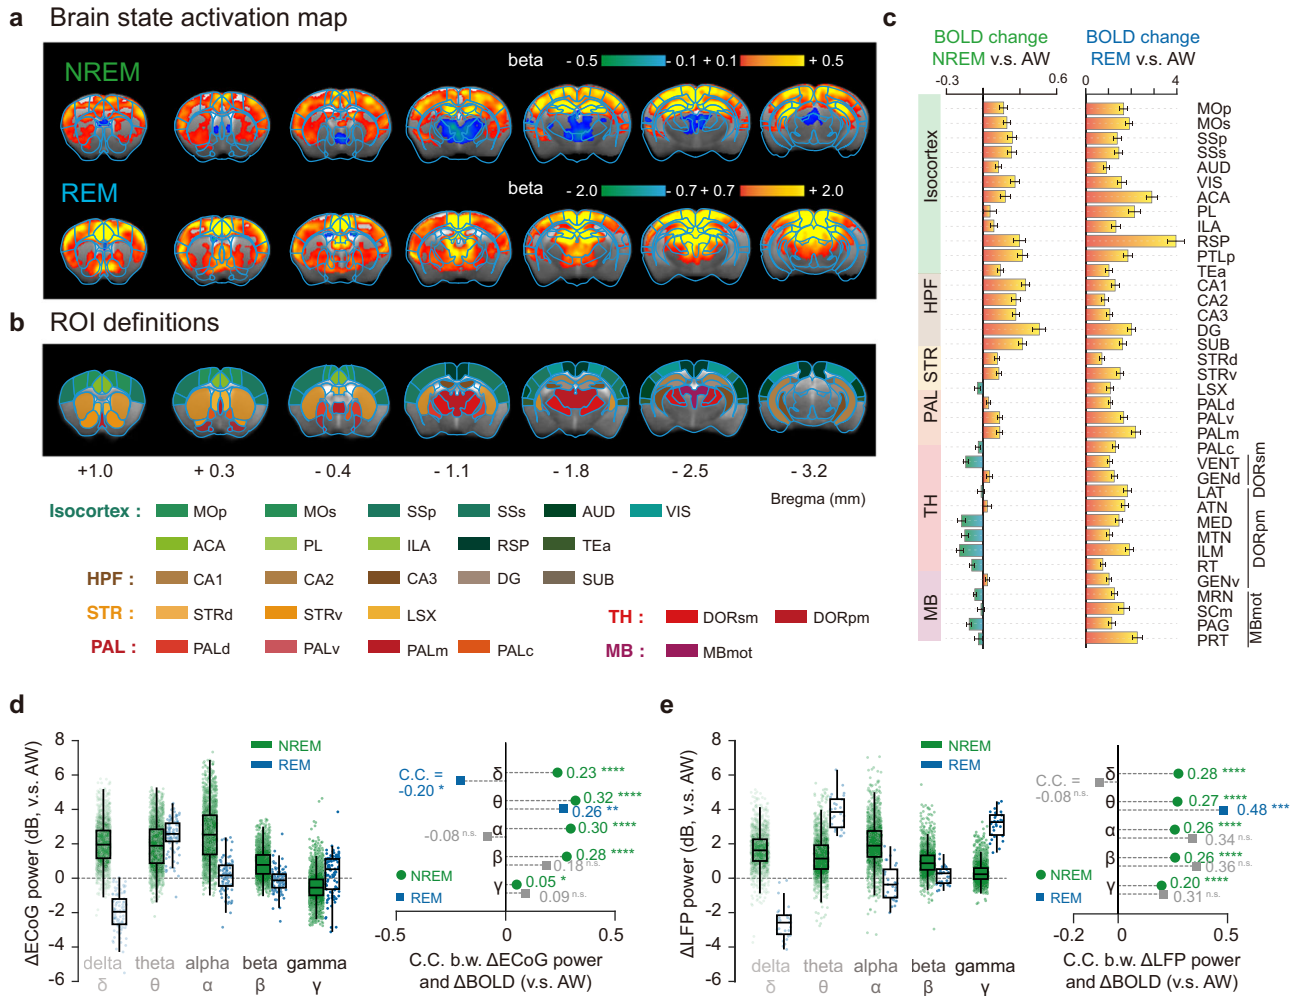 a Brain state activation map
NREM
beta - 0.5 - 0.1 + 0.1 + 0.5
REM
beta - 2.0 - 0.7 + 0.7 + 2.0
b ROI definitions
+ 1.0 + 0.3 - 0.4 - 1.1 - 1.8 - 2.5 - 3.2
Bregma (mm)
Isocortex : MOp MOs SSp SSs AUD VIS
ACA PL ILA RSP TEa
HPF : CA1 CA2 CA3 DG SUB
STR : STRd STRv LSX
TH : DORsm DORpm
PAL : PALd PALv PALm PALc
MB : MBmot
c
BOLD change
NREM v.s. AW
-0.3 0.6
BOLD change
REM v.s. AW
0 4
Isocortex
HPF
STR
PAL
TH
MB
MOp
MOs
SSp
SSs
AUD
VIS
ACA
PL
ILA
RSP
PTLp
TEa
CA1
CA2
CA3
DG
SUB
STRd
STRv
LSX
PALd
PALv
PALm
PALc
VENT
GENd
LAT
ATN
MED
MTN
ILM
RT
GENv
MRN
SCm
PAG
PRT
DORsm
DORpm
MBmot
d
ΔECoG power (dB, v.s. AW)
8
6
4
2
0
-2
-4
-6
NREM
REM
delta theta alpha beta gamma
δ θ α β γ
C.C. =
-0.20 *
δ 0.23 ****
θ 0.32 ****
0.26 **
α 0.30 ****
-0.08 n.s.
β 0.28 ****
0.18 n.s.
γ 0.05 *
0.09 n.s.
NREM
REM
-0.5 0 0.5
C.C. b.w. ΔECoG power
and ΔBOLD (v.s. AW)
e
ΔLFP power (dB, v.s. AW)
8
6
4
2
0
-2
-4
-6
NREM
REM
delta theta alpha beta gamma
δ θ α β γ
C.C. =
-0.08 n.s.
δ 0.28 ****
θ 0.27 ****
0.48 ***
α 0.26 ****
0.34 n.s.
β 0.26 ****
0.36 n.s.
γ 0.20 ****
0.31 n.s.
NREM
REM
-0.2 0 0.5
C.C. b.w. ΔLFP power
and ΔBOLD (v.s. AW)